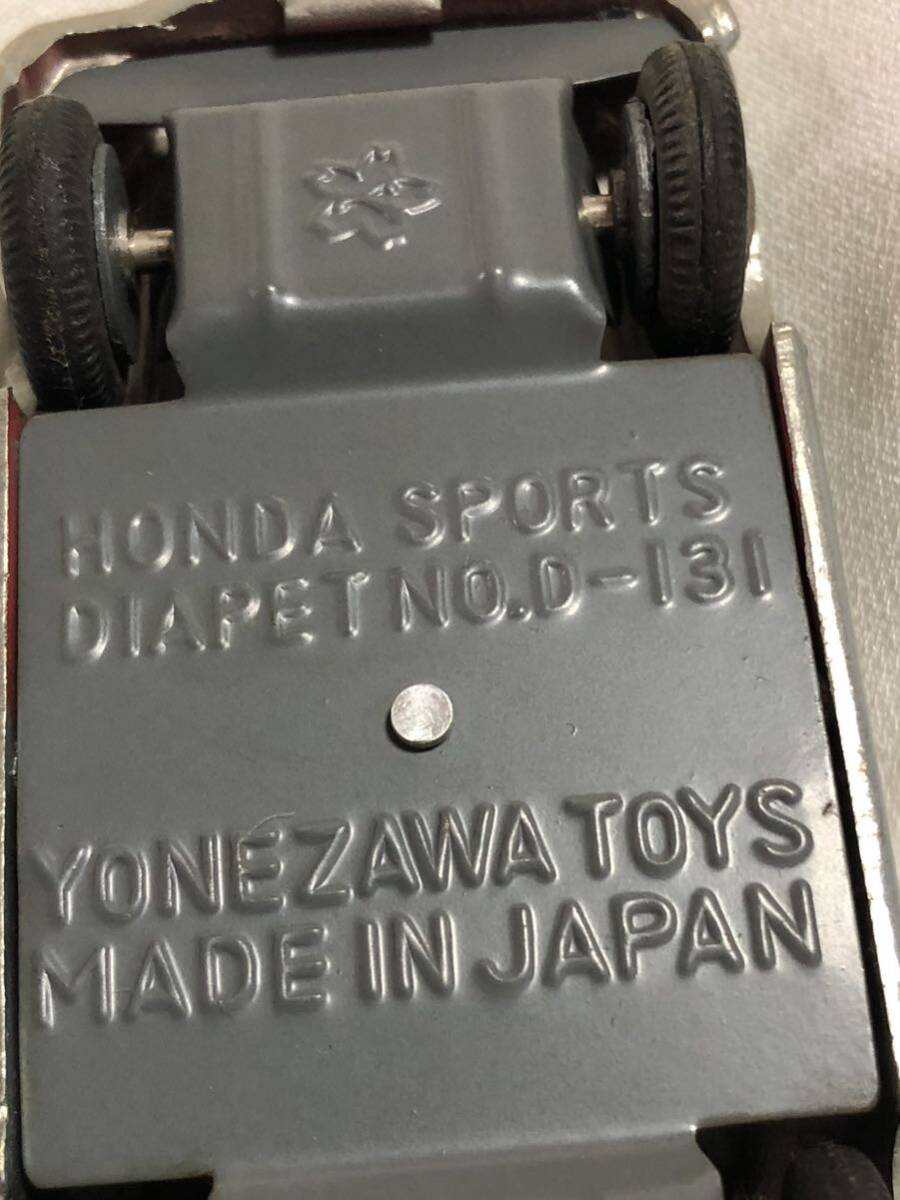 HONDA SPORTS
DIAPET NO.D-131
YONEZAWA TOYS
MADE IN JAPAN